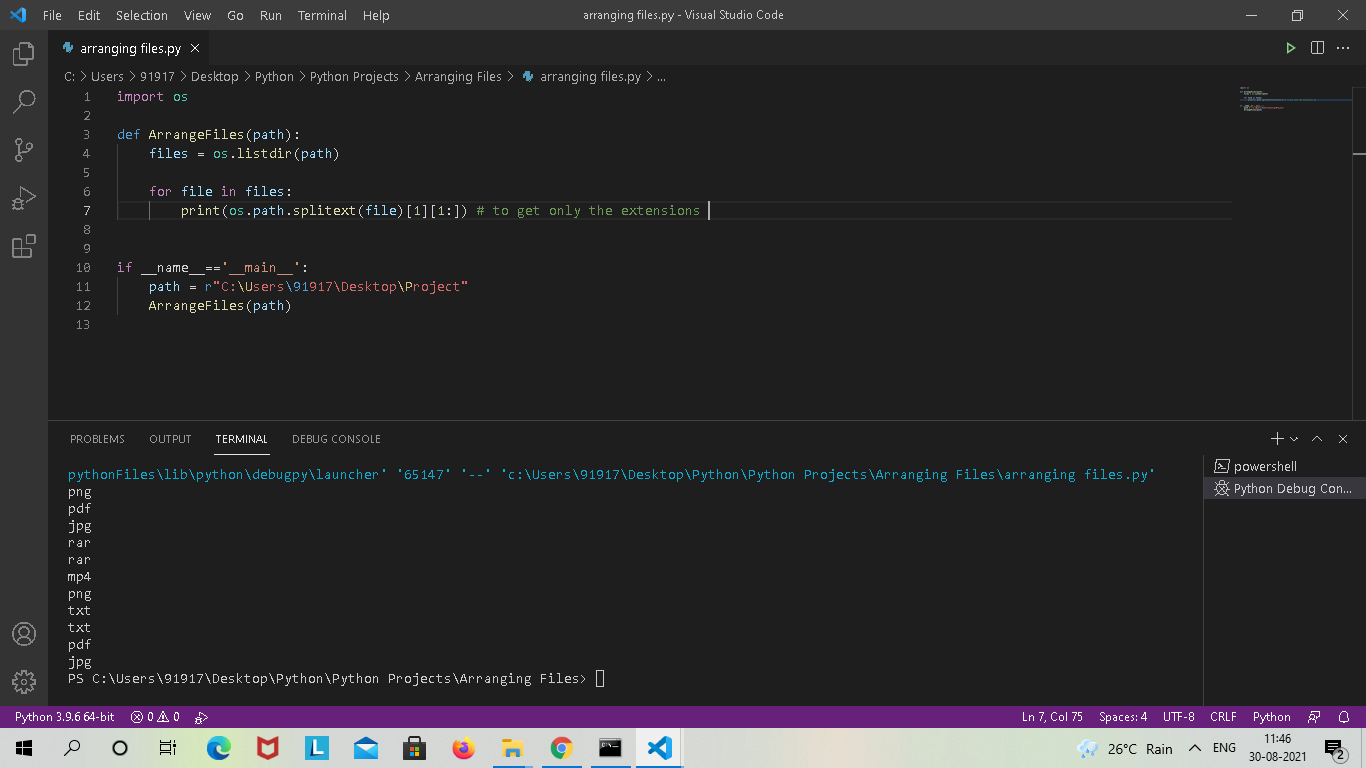 File Edit Selection View Go Run Terminal Help arranging files.py - Visual Studio Code
arranging files.py
C: > Users > 91917 > Desktop > Python > Python Projects > Arranging Files > arranging files.py > ...
1 import os
2
3 def ArrangeFiles(path):
4     files = os.listdir(path)
5
6     for file in files:
7         print(os.path.splitext(file)[1][1:]) # to get only the extensions
8
9
10 if __name__=='__main__':
11     path = r"C:\Users\91917\Desktop\Project"
12     ArrangeFiles(path)
13
PROBLEMS OUTPUT TERMINAL DEBUG CONSOLE
pythonFiles\lib\python\debugpy\launcher' '65147' '--' 'c:\Users\91917\Desktop\Python\Python Projects\Arranging Files\arranging files.py'
png
pdf
jpg
rar
rar
mp4
png
txt
txt
pdf
jpg
PS C:\Users\91917\Desktop\Python\Python Projects\Arranging Files>
powershell
Python Debug Con...
Python 3.9.6 64-bit 0 0 Ln 7, Col 75 Spaces: 4 UTF-8 CRLF Python
L 26°C Rain ENG 11:46
30-08-2021 2